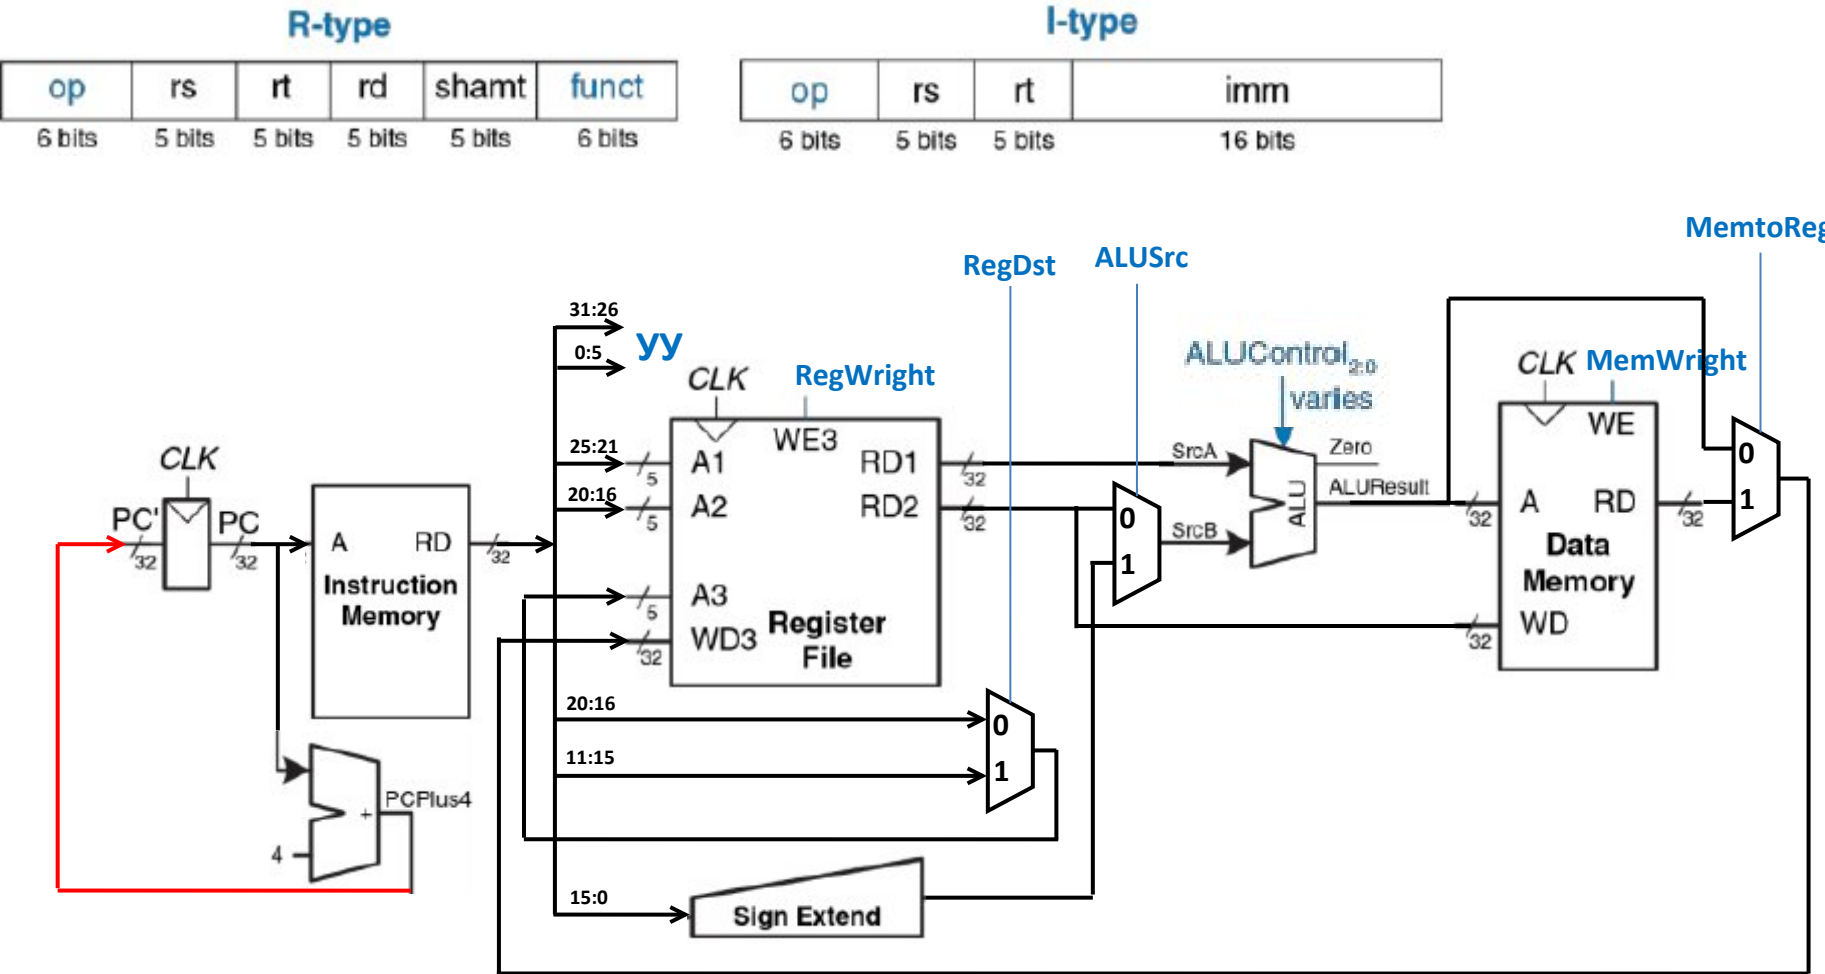 R-type
I-type
op rs rt rd shamt funct
6 bits 5 bits 5 bits 5 bits 5 bits 6 bits
op rs rt imm
6 bits 5 bits 5 bits 16 bits
MemtoReg
RegDst
ALUSrc
31:26
0:5
yy
CLK
RegWright
ALUControl2:0
varies
CLK
MemWright
WE3
WE
CLK
PC'
32
PC
32
A
RD
32
Instruction
Memory
25:21
5
A1
20:16
5
A2
5
A3
32
WD3
RD1
32
RD2
32
Register
File
0
1
SrcA
SrcB
ALU
Zero
ALUResult
32
A
RD
32
Data
Memory
32
WD
0
1
20:16
11:15
0
1
4
+
PCPlus4
15:0
Sign Extend